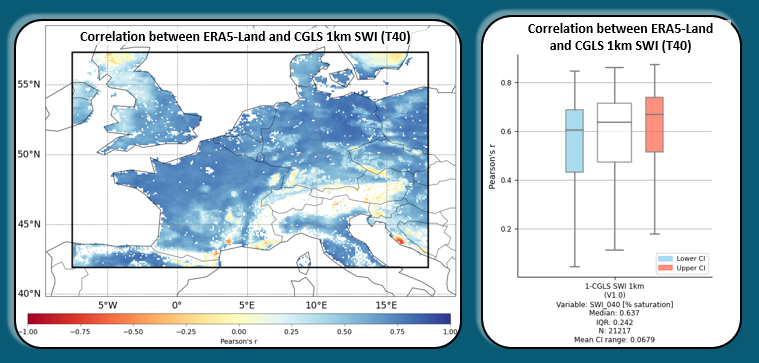 Correlation between ERA5-Land and CGLS 1km SWI (T40)
55°N
50°N
45°N
40°N
5°W
0°
5°E
10°E
15°E
−1.00
−0.75
−0.50
−0.25
0.00
0.25
0.50
0.75
1.00
Pearson's r
Correlation between ERA5-Land
and CGLS 1km SWI (T40)
Pearson's r
0.8
0.6
0.4
0.2
Lower CI
Upper CI
1-CGLS SWI 1km
(V1.0)
Variable: SWI_040 [% saturation]
Median: 0.637
IQR: 0.242
N: 21217
Mean CI range: 0.0679